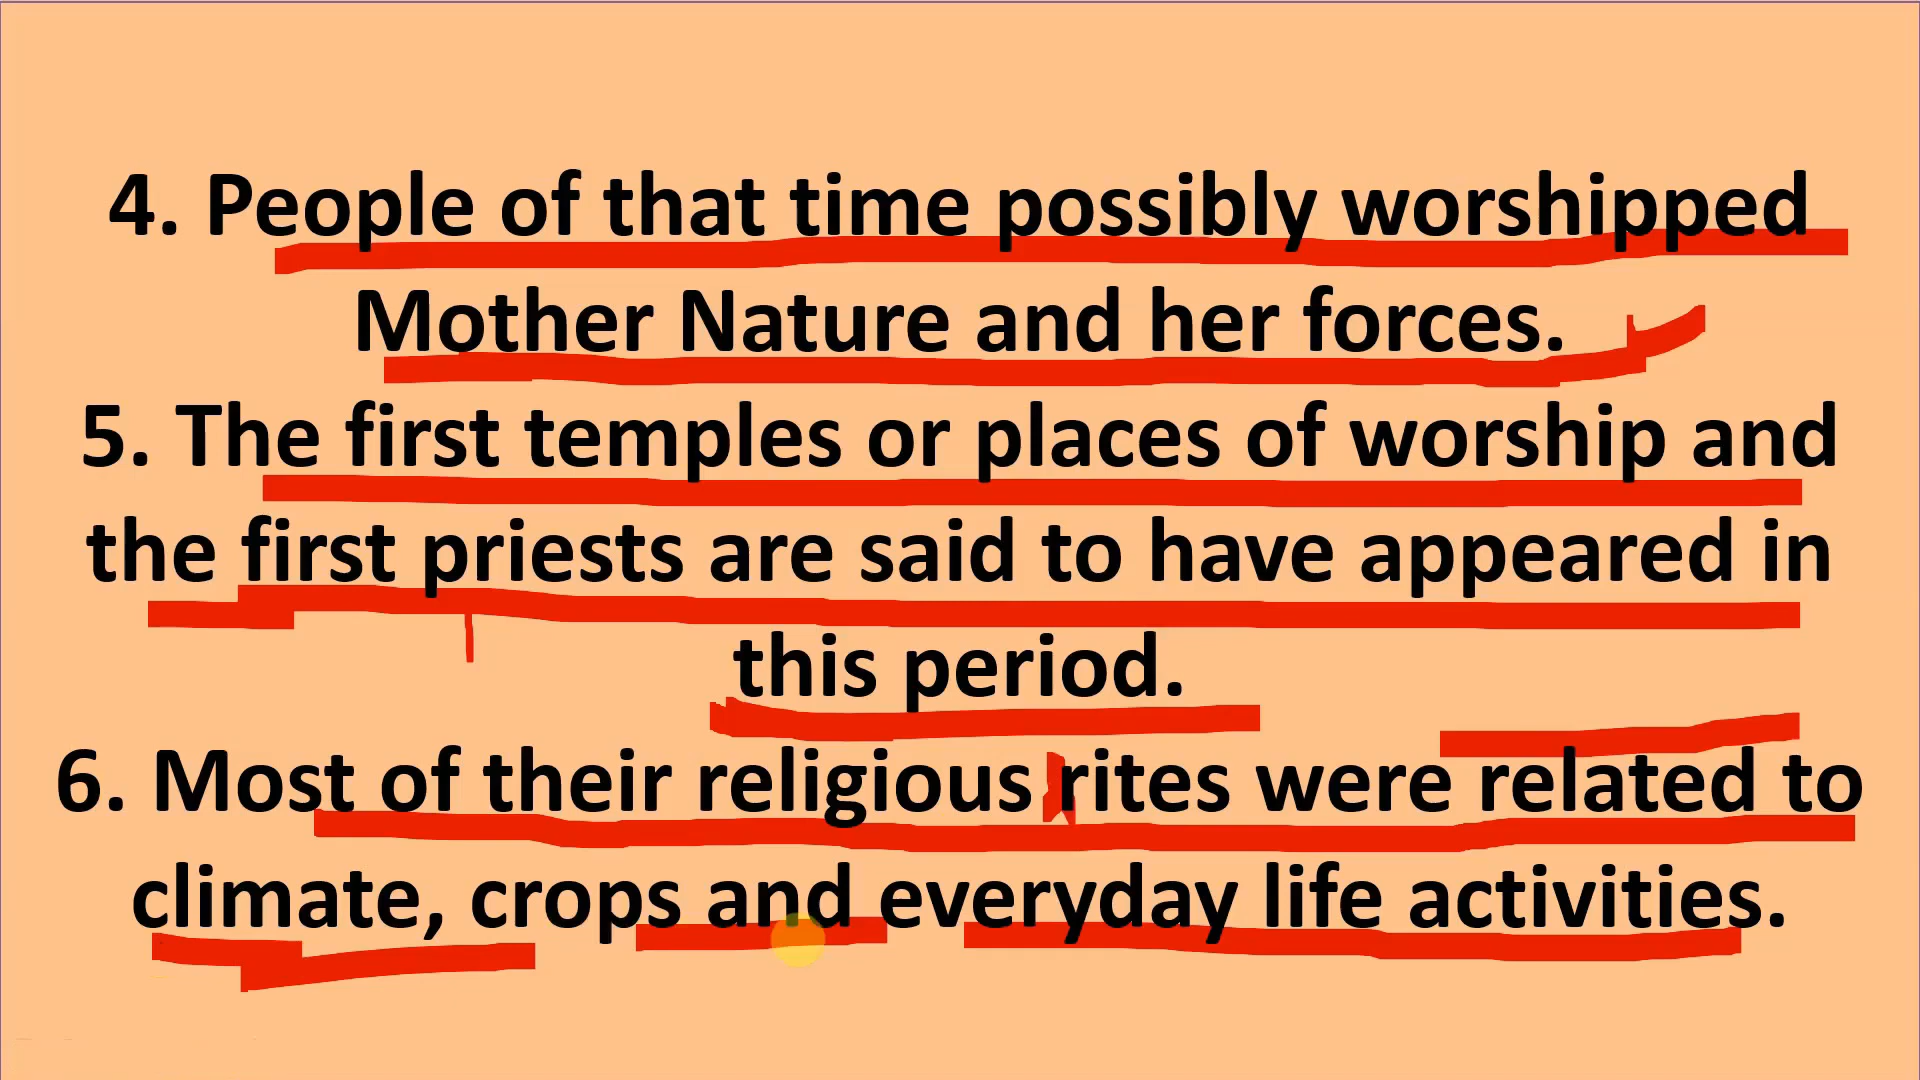 4. People of that time possibly worshipped
Mother Nature and her forces.
5. The first temples or places of worship and
the first priests are said to have appeared in
this period.
6. Most of their religious rites were related to
climate, crops and everyday life activities.